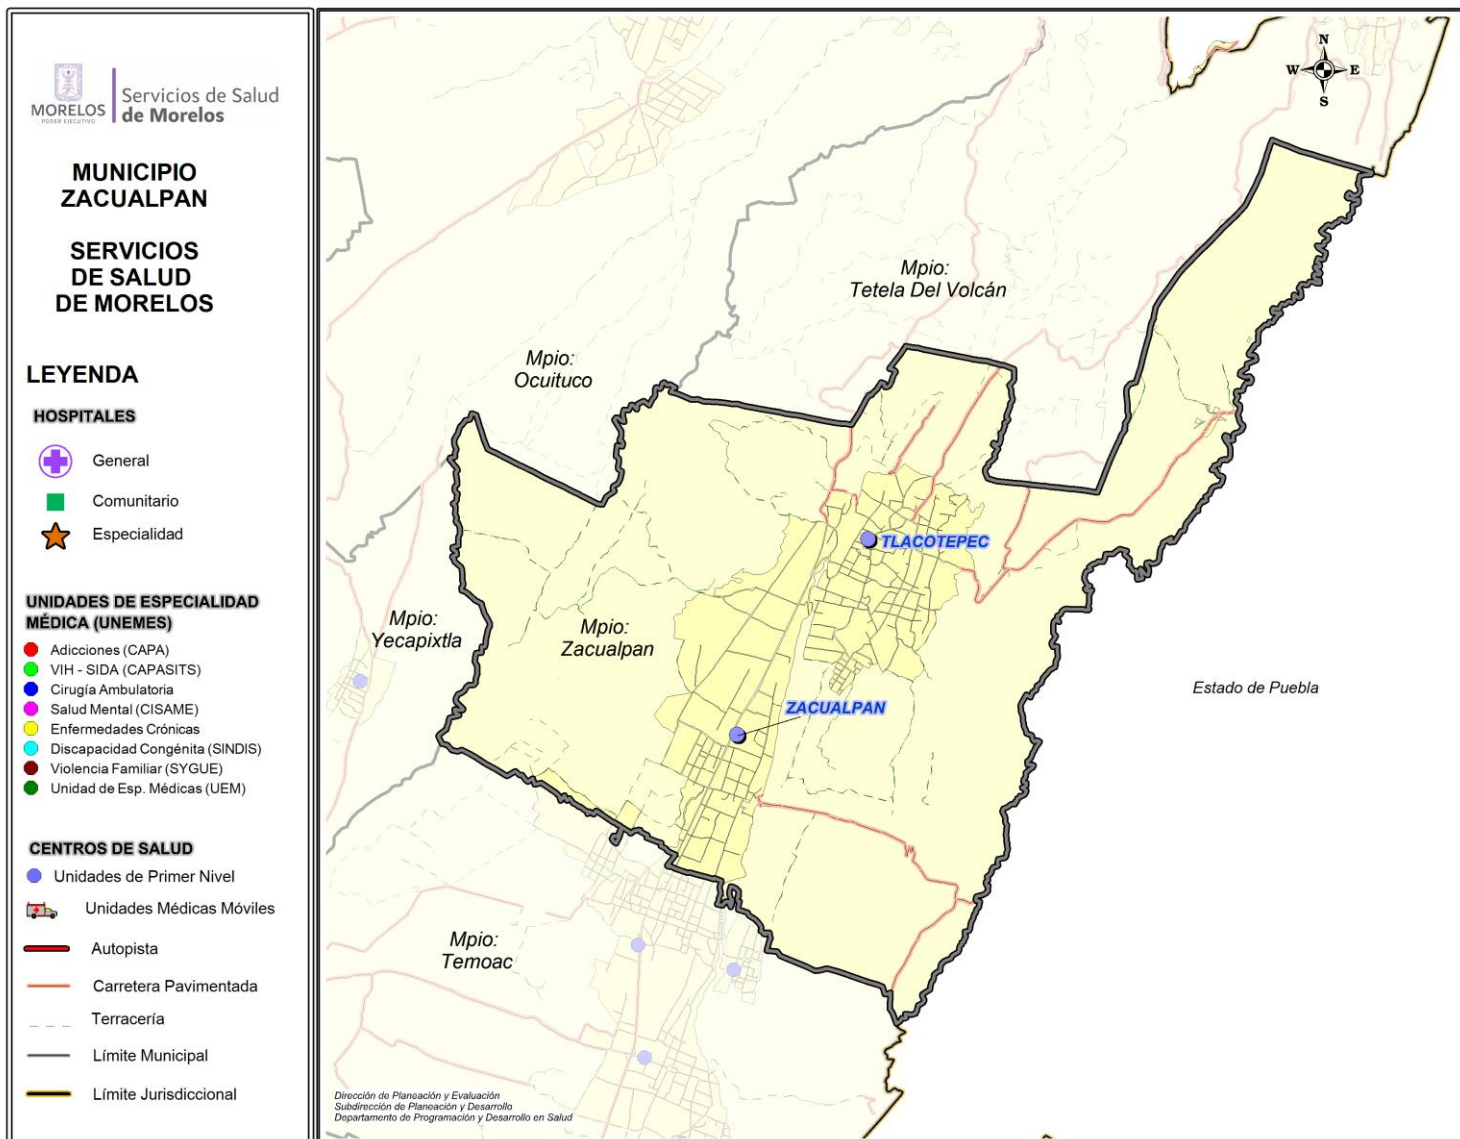 MORELOS
PODER EJECUTIVO
Servicios de Salud
de Morelos
MUNICIPIO
ZACUALPAN
SERVICIOS
DE SALUD
DE MORELOS
LEYENDA
HOSPITALES
General
Comunitario
Especialidad
UNIDADES DE ESPECIALIDAD
MÉDICA (UNEMES)
Adicciones (CAPA)
VIH - SIDA (CAPASITS)
Cirugía Ambulatoria
Salud Mental (CISAME)
Enfermedades Crónicas
Discapacidad Congénita (SINDIS)
Violencia Familiar (SYGUE)
Unidad de Esp. Médicas (UEM)
CENTROS DE SALUD
Unidades de Primer Nivel
Unidades Médicas Móviles
Autopista
Carretera Pavimentada
Terracería
Límite Municipal
Límite Jurisdiccional
N
W
E
S
Mpio:
Tetela Del Volcán
Mpio:
Ocuituco
TLACOTEPEC
Mpio:
Yecapixtla
Mpio:
Zacualpan
Estado de Puebla
ZACUALPAN
Mpio:
Temoac
Dirección de Planeación y Evaluación
Subdirección de Planeación y Desarrollo
Departamento de Programación y Desarrollo en Salud